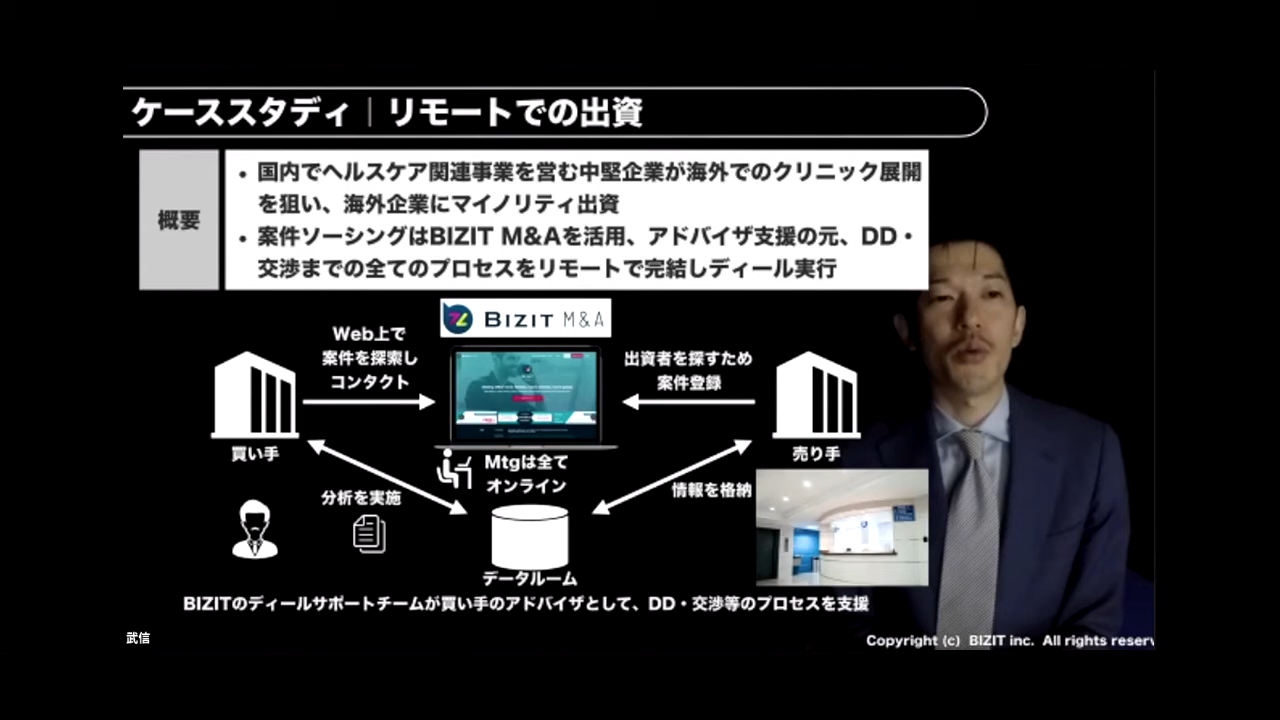 ケーススタディ｜リモートでの出資
概要
• 国内でヘルスケア関連事業を営む中堅企業が海外でのクリニック展開
を狙い、海外企業にマイノリティ出資
• 案件ソーシングはBIZIT M&Aを活用、アドバイザ支援の元、DD・
交渉までの全てのプロセスをリモートで完結しディール実行
BIZIT M&A
Web上で
案件を探索し
コンタクト
出資者を探すため
案件登録
買い手
売り手
Mtgは全て
オンライン
分析を実施
情報を格納
データルーム
BIZITのディールサポートチームが買い手のアドバイザとして、DD・交渉等のプロセスを支援
武信
Copyright (c) BIZIT inc. All rights reserv